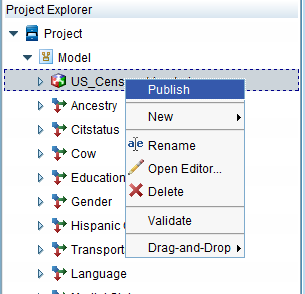 Project Explorer
Project
Model
Publish
New
Ancestry
Citstatus
Rename
Cow
Open Editor...
Education
Delete
Gender
Hispanic
Validate
Transport
Drag-and-Drop
Language